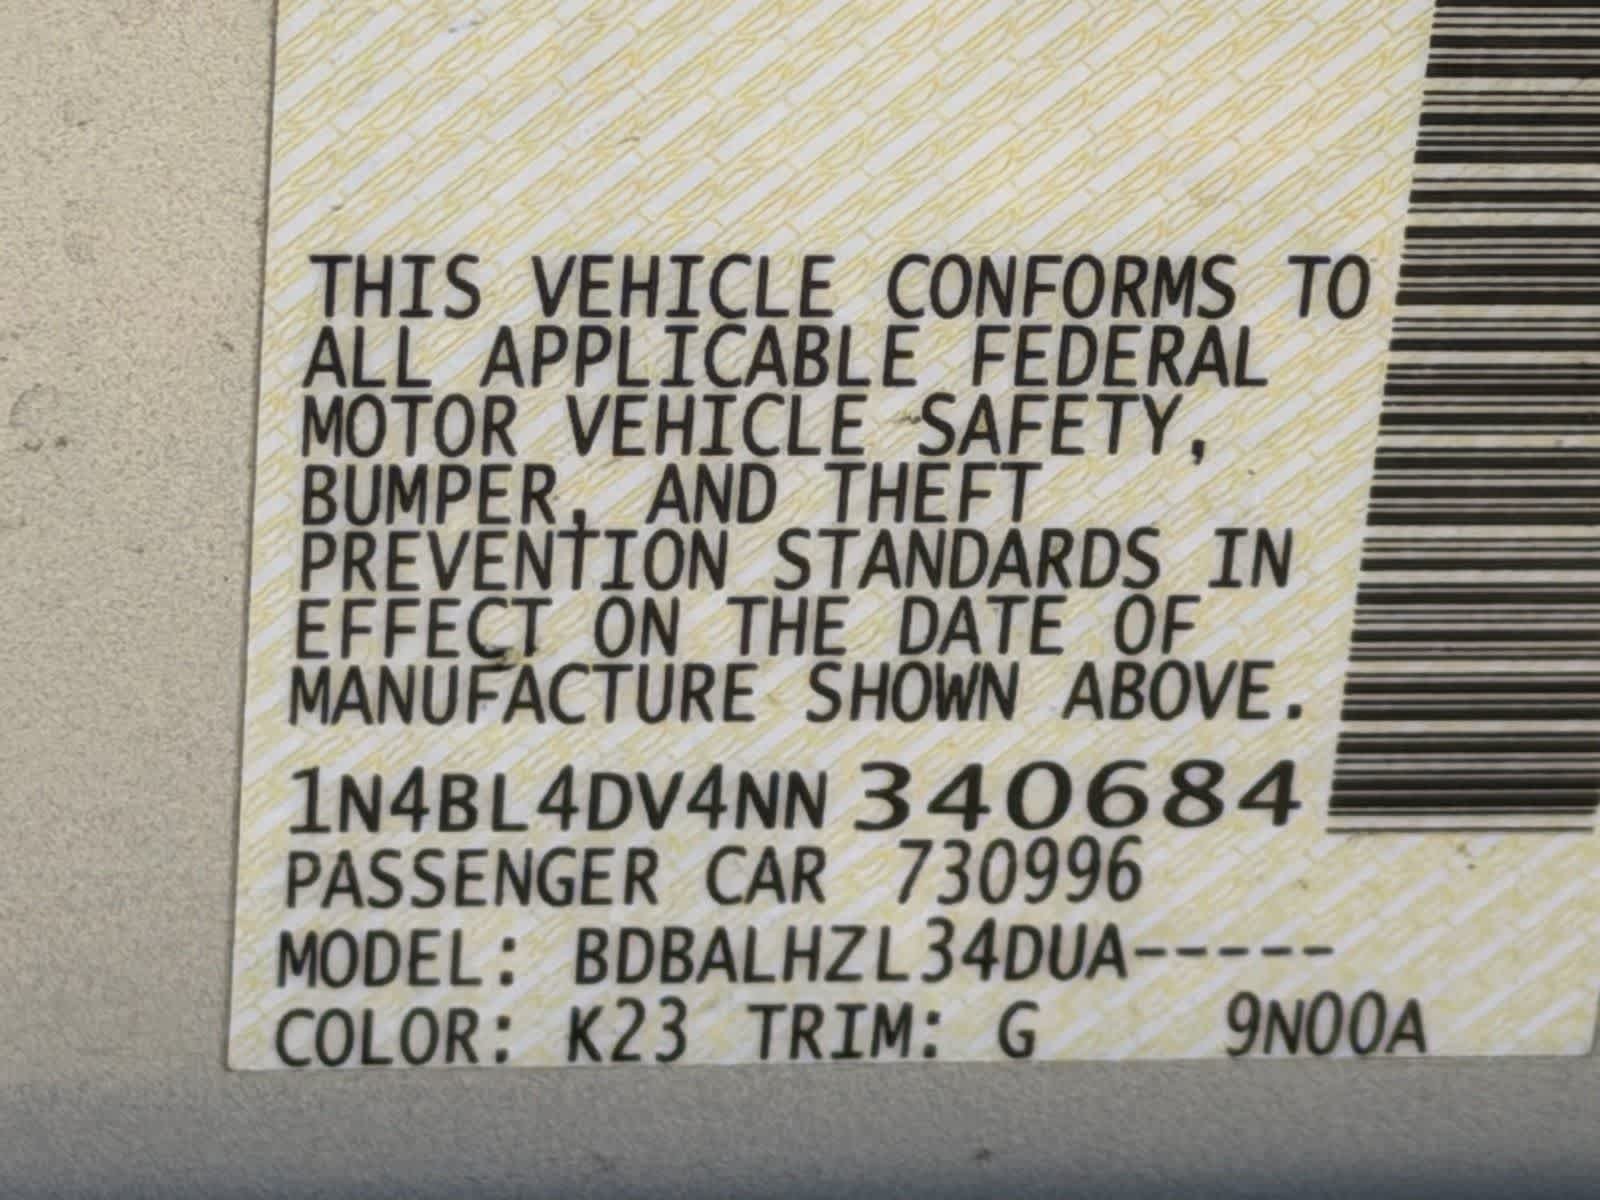 THIS VEHICLE CONFORMS TO
ALL APPLICABLE FEDERAL
MOTOR VEHICLE SAFETY,
BUMPER, AND THEFT
PREVENTION STANDARDS IN
EFFECT ON THE DATE OF
MANUFACTURE SHOWN ABOVE.
1N4BL4DV4NN340684
PASSENGER CAR 730996
MODEL: BDBALHZL34DUA-----
COLOR: K23 TRIM: G 9N00A